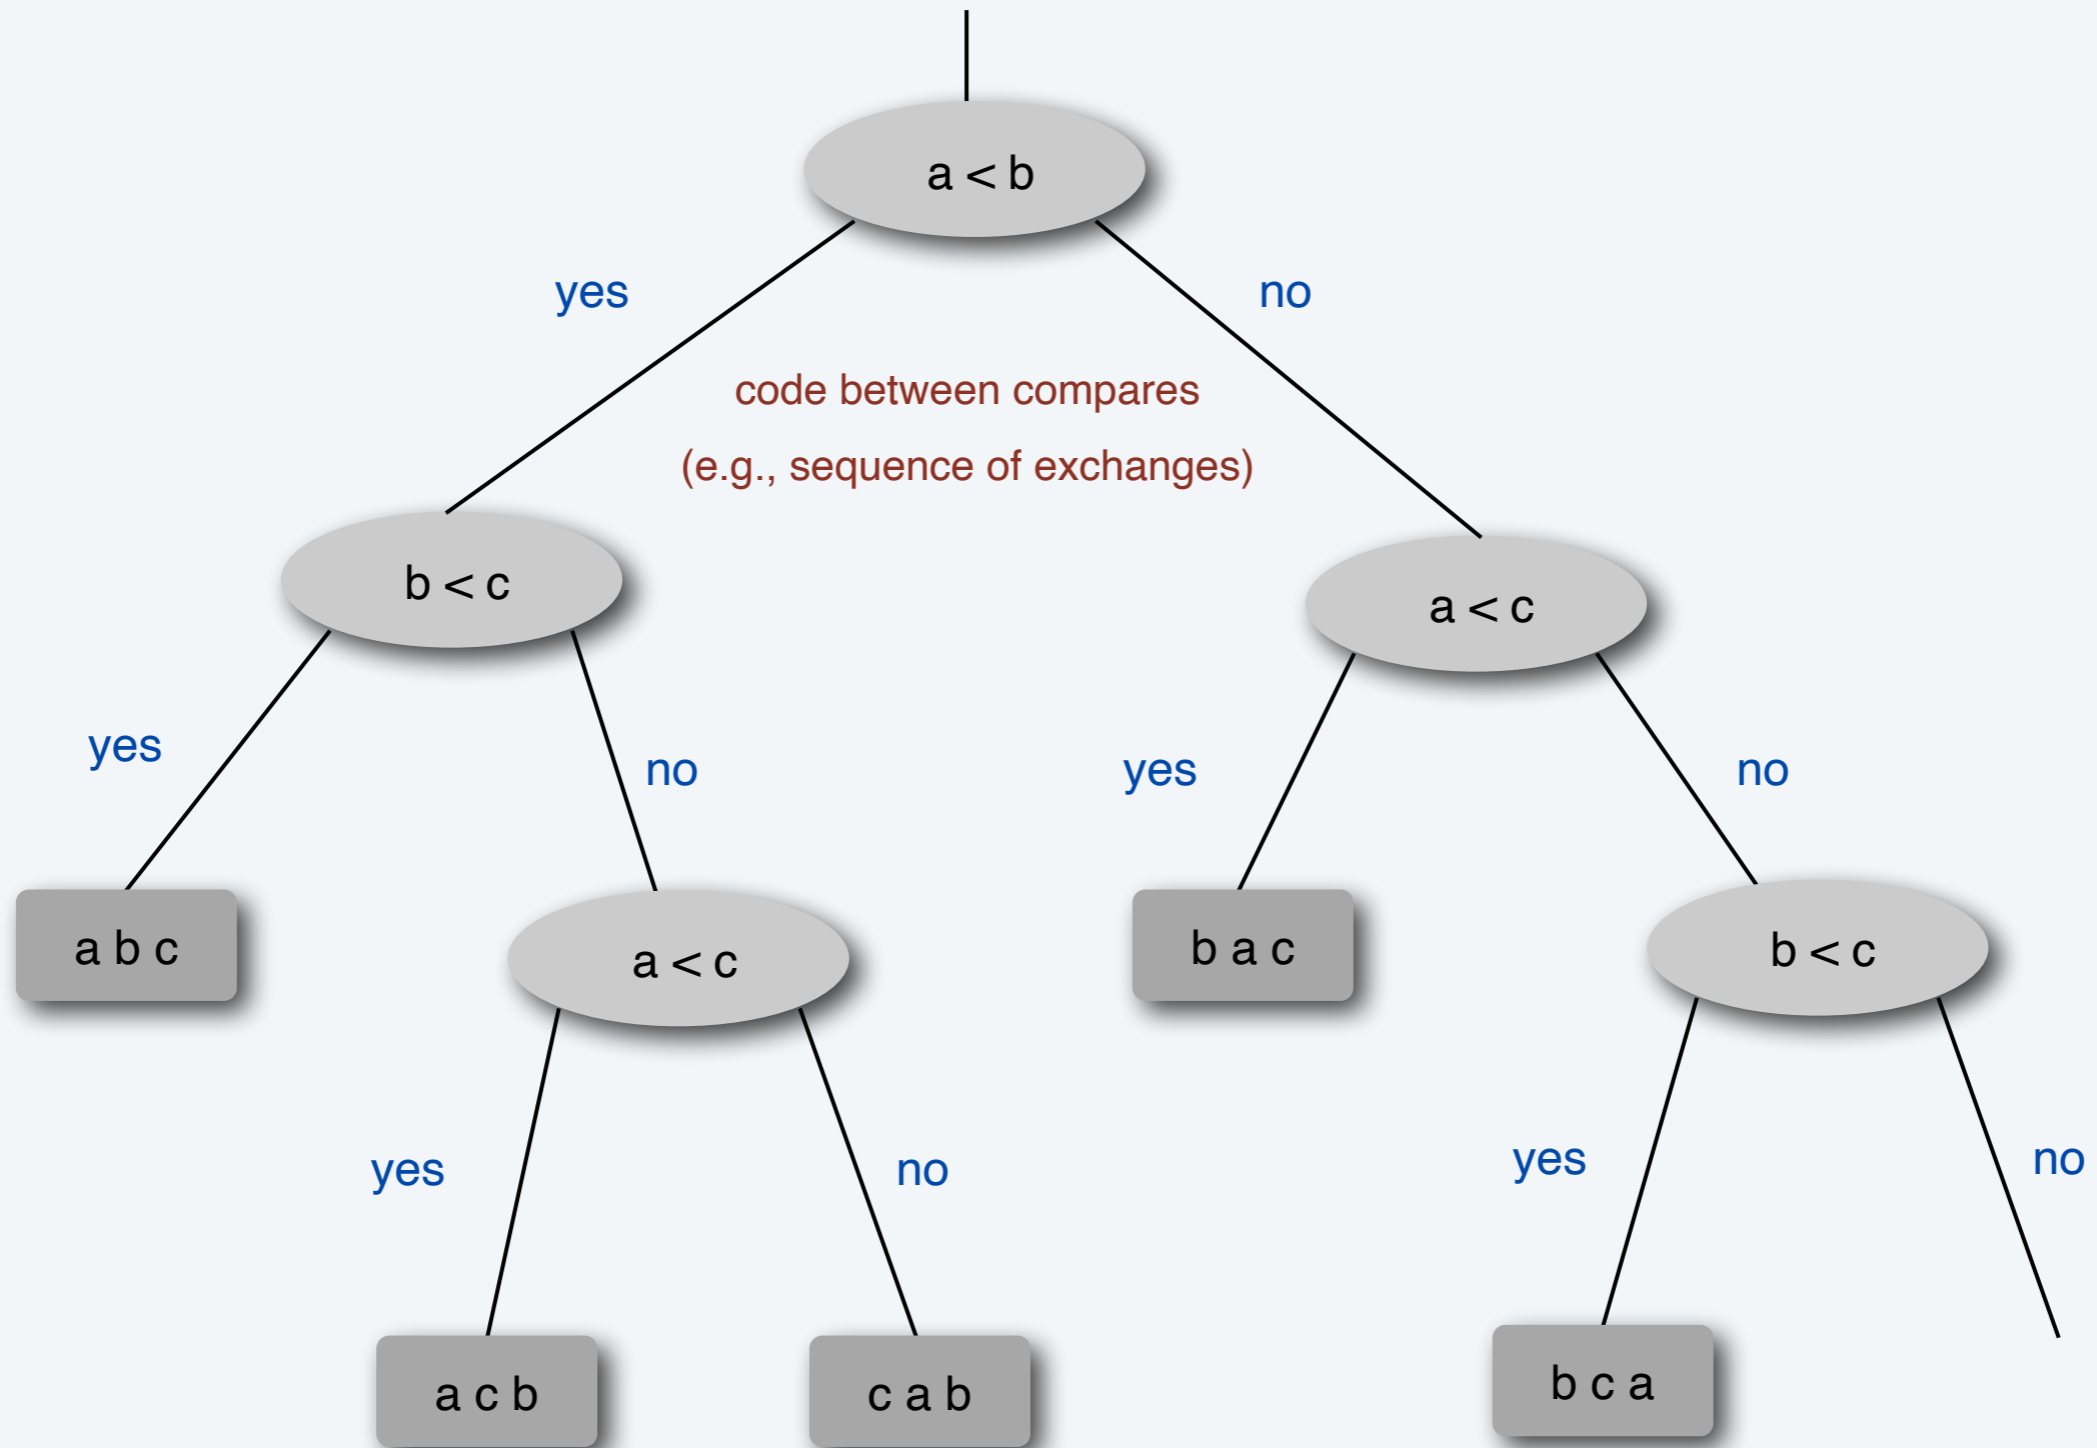 a < b
yes
no
code between compares
(e.g., sequence of exchanges)
b < c
a < c
yes
no
yes
no
a b c
a < c
b a c
b < c
yes
no
yes
no
a c b
c a b
b c a